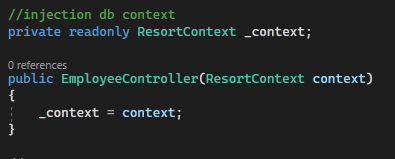 //injection db context
private readonly ResortContext _context;
0 references
public EmployeeController(ResortContext context)
{
_context = context;
}